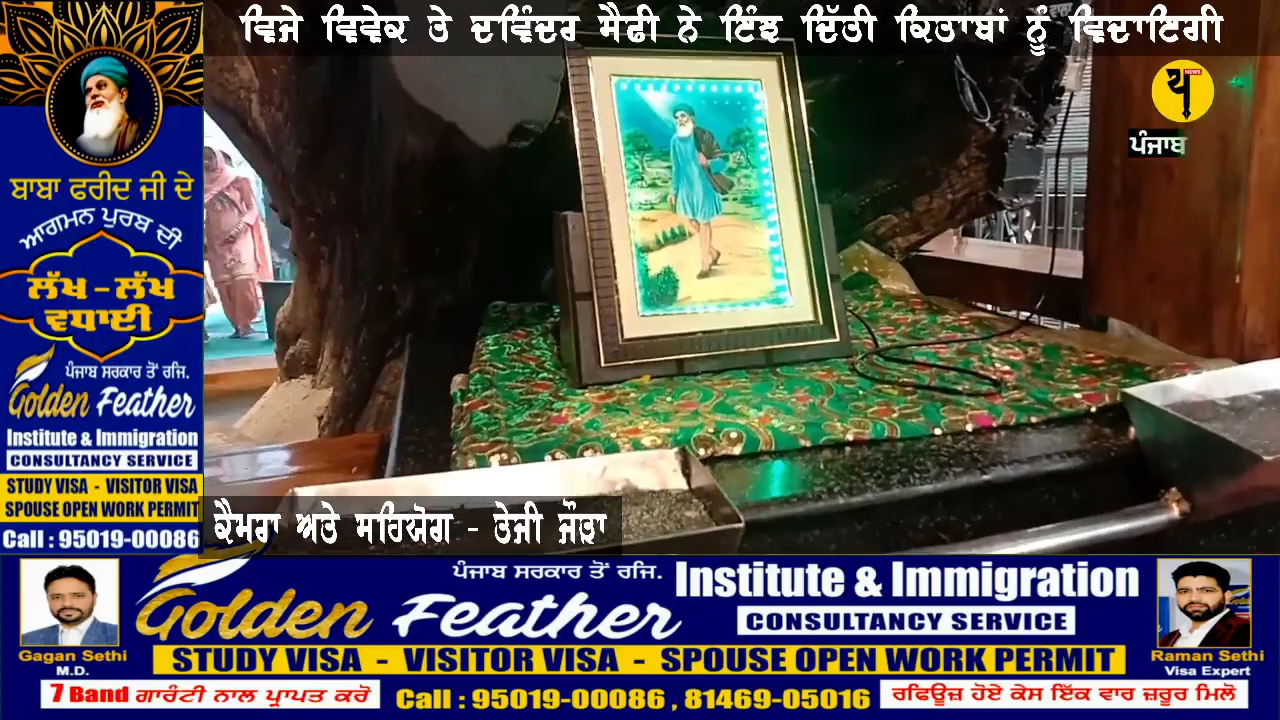 ਵਿਜੇ ਵਿਵੇਕ ਤੇ ਦਵਿੰਦਰ ਸੈਫੀ ਨੇ ਇੰਝ ਦਿੱਤੀ ਕਿਤਾਬਾਂ ਨੂੰ ਵਿਦਾਇਗੀ
NEWS
ਪੰਜਾਬ
ਬਾਬਾ ਫਰੀਦ ਜੀ ਦੇ
ਆਗਮਨ ਪੁਰਬ ਦੀ
ਲੱਖ - ਲੱਖ
ਵਧਾਈ
ਪੰਜਾਬ ਸਰਕਾਰ ਤੋਂ ਰਜਿ.
Golden Feather
Institute & Immigration
CONSULTANCY SERVICE
STUDY VISA - VISITOR VISA
SPOUSE OPEN WORK PERMIT
Call : 95019-00086
ਕੈਮਰਾ ਅਤੇ ਸਹਿਯੋਗ - ਤੇਜੀ ਜੌੜਾ
ਪੰਜਾਬ ਸਰਕਾਰ ਤੋਂ ਰਜਿ.
Golden Feather
Institute & Immigration
CONSULTANCY SERVICE
STUDY VISA - VISITOR VISA - SPOUSE OPEN WORK PERMIT
Gagan Sethi
M.D.
Raman Sethi
Visa Expert
7 Band ਗਾਰੰਟੀ ਨਾਲ ਪ੍ਰਾਪਤ ਕਰੋ
Call : 95019-00086 , 81469-05016
ਰਫਿਊਜ਼ ਹੋਏ ਕੇਸ ਇੱਕ ਵਾਰ ਜ਼ਰੂਰ ਮਿਲੋ